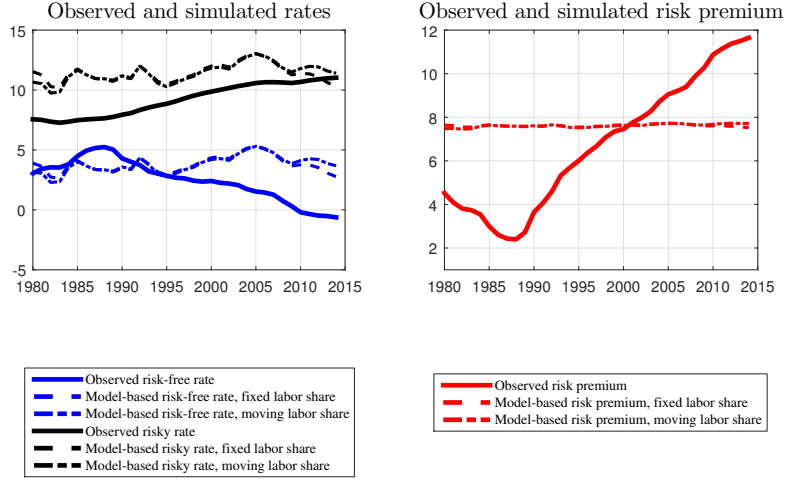 Observed and simulated rates
15
10
5
0
-5
1980 1985 1990 1995 2000 2005 2010 2015
Observed risk-free rate
Model-based risk-free rate, fixed labor share
Model-based risk-free rate, moving labor share
Observed risky rate
Model-based risky rate, fixed labor share
Model-based risky rate, moving labor share
Observed and simulated risk premium
12
10
8
6
4
2
1980 1985 1990 1995 2000 2005 2010 2015
Observed risk premium
Model-based risk premium, fixed labor share
Model-based risk premium, moving labor share